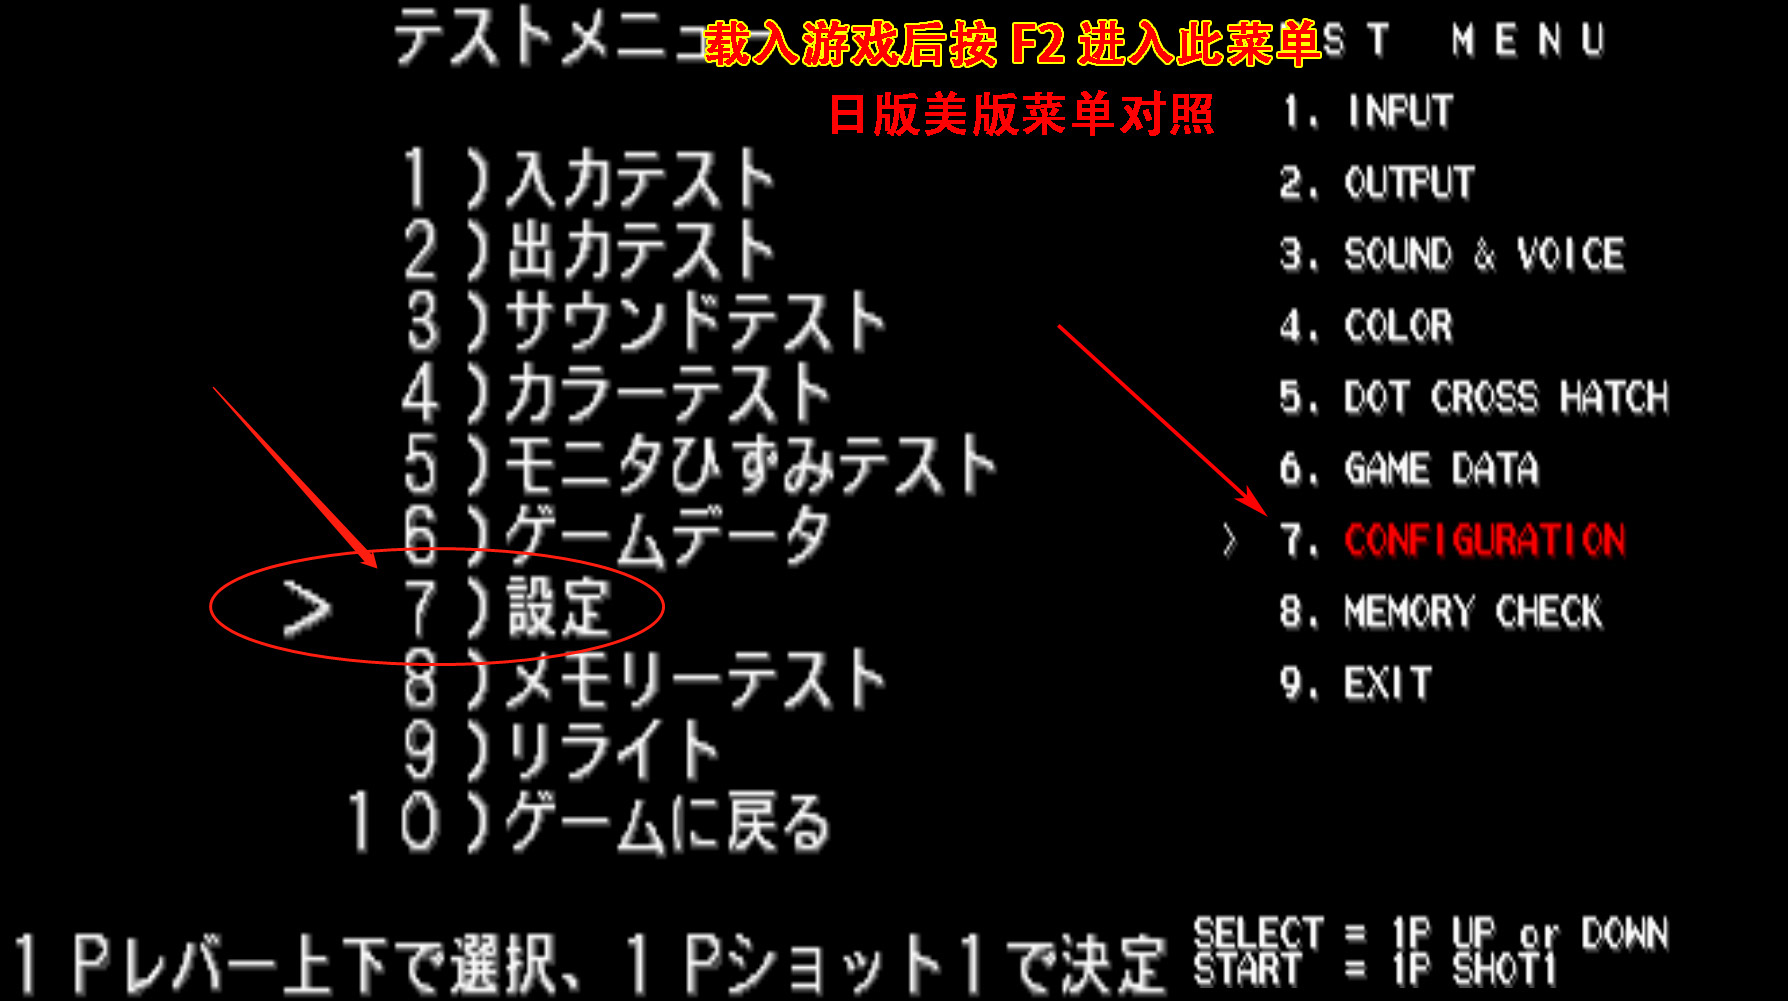 テストメニュ
载入游戏后按 F2 进入此菜单
ST MENU
日版美版菜单对照
1)入力テスト
2)出力テスト
3)サウンドテスト
4)カラーテスト
5)モニタひずみテスト
6)ゲームデータ
> 7)設定
8)メモリーテスト
9)リライト
10)ゲームに戻る
1Pレバー上下で選択、1Pショット1で決定
1. INPUT
2. OUTPUT
3. SOUND & VOICE
4. COLOR
5. DOT CROSS HATCH
6. GAME DATA
> 7. CONFIGURATION
8. MEMORY CHECK
9. EXIT
SELECT = 1P UP or DOWN
START = 1P SHOT1